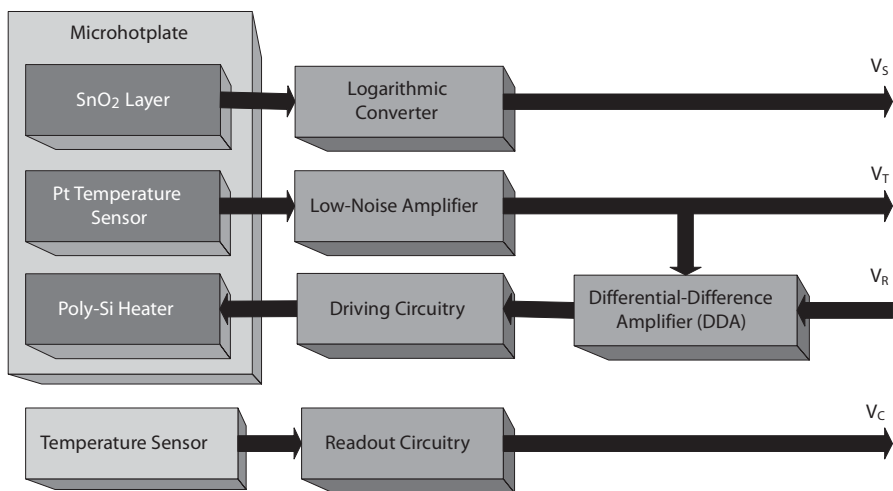 Microhotplate
SnO2 Layer
Logarithmic
Converter
VS
Pt Temperature
Sensor
Low-Noise Amplifier
VT
Poly-Si Heater
Driving Circuitry
Differential-Difference
Amplifier (DDA)
VR
Temperature Sensor
Readout Circuitry
VC